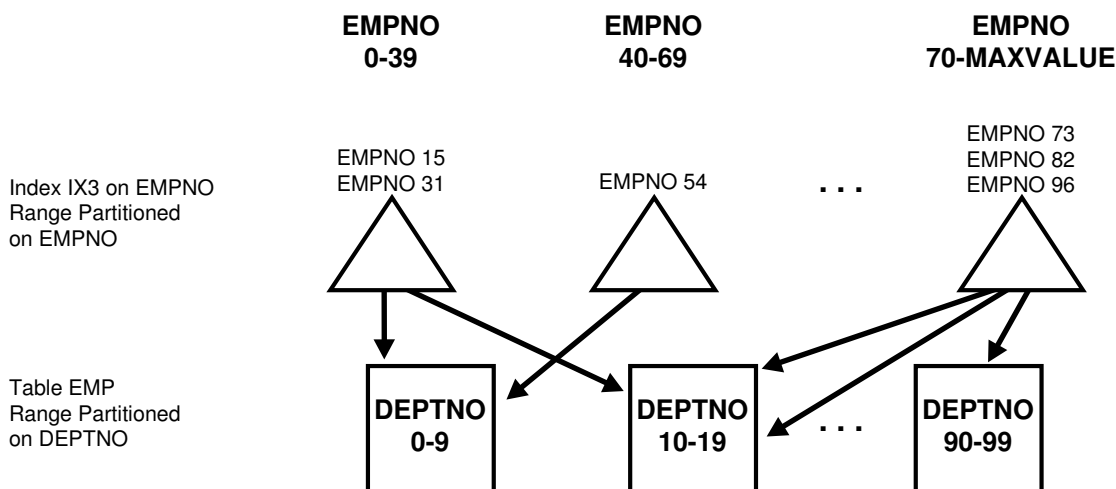 EMPNO
0-39
EMPNO
40-69
EMPNO
70-MAXVALUE
Index IX3 on EMPNO
Range Partitioned
on EMPNO
EMPNO 15
EMPNO 31
EMPNO 54
. . .
EMPNO 73
EMPNO 82
EMPNO 96
Table EMP
Range Partitioned
on DEPTNO
DEPTNO
0-9
DEPTNO
10-19
. . .
DEPTNO
90-99